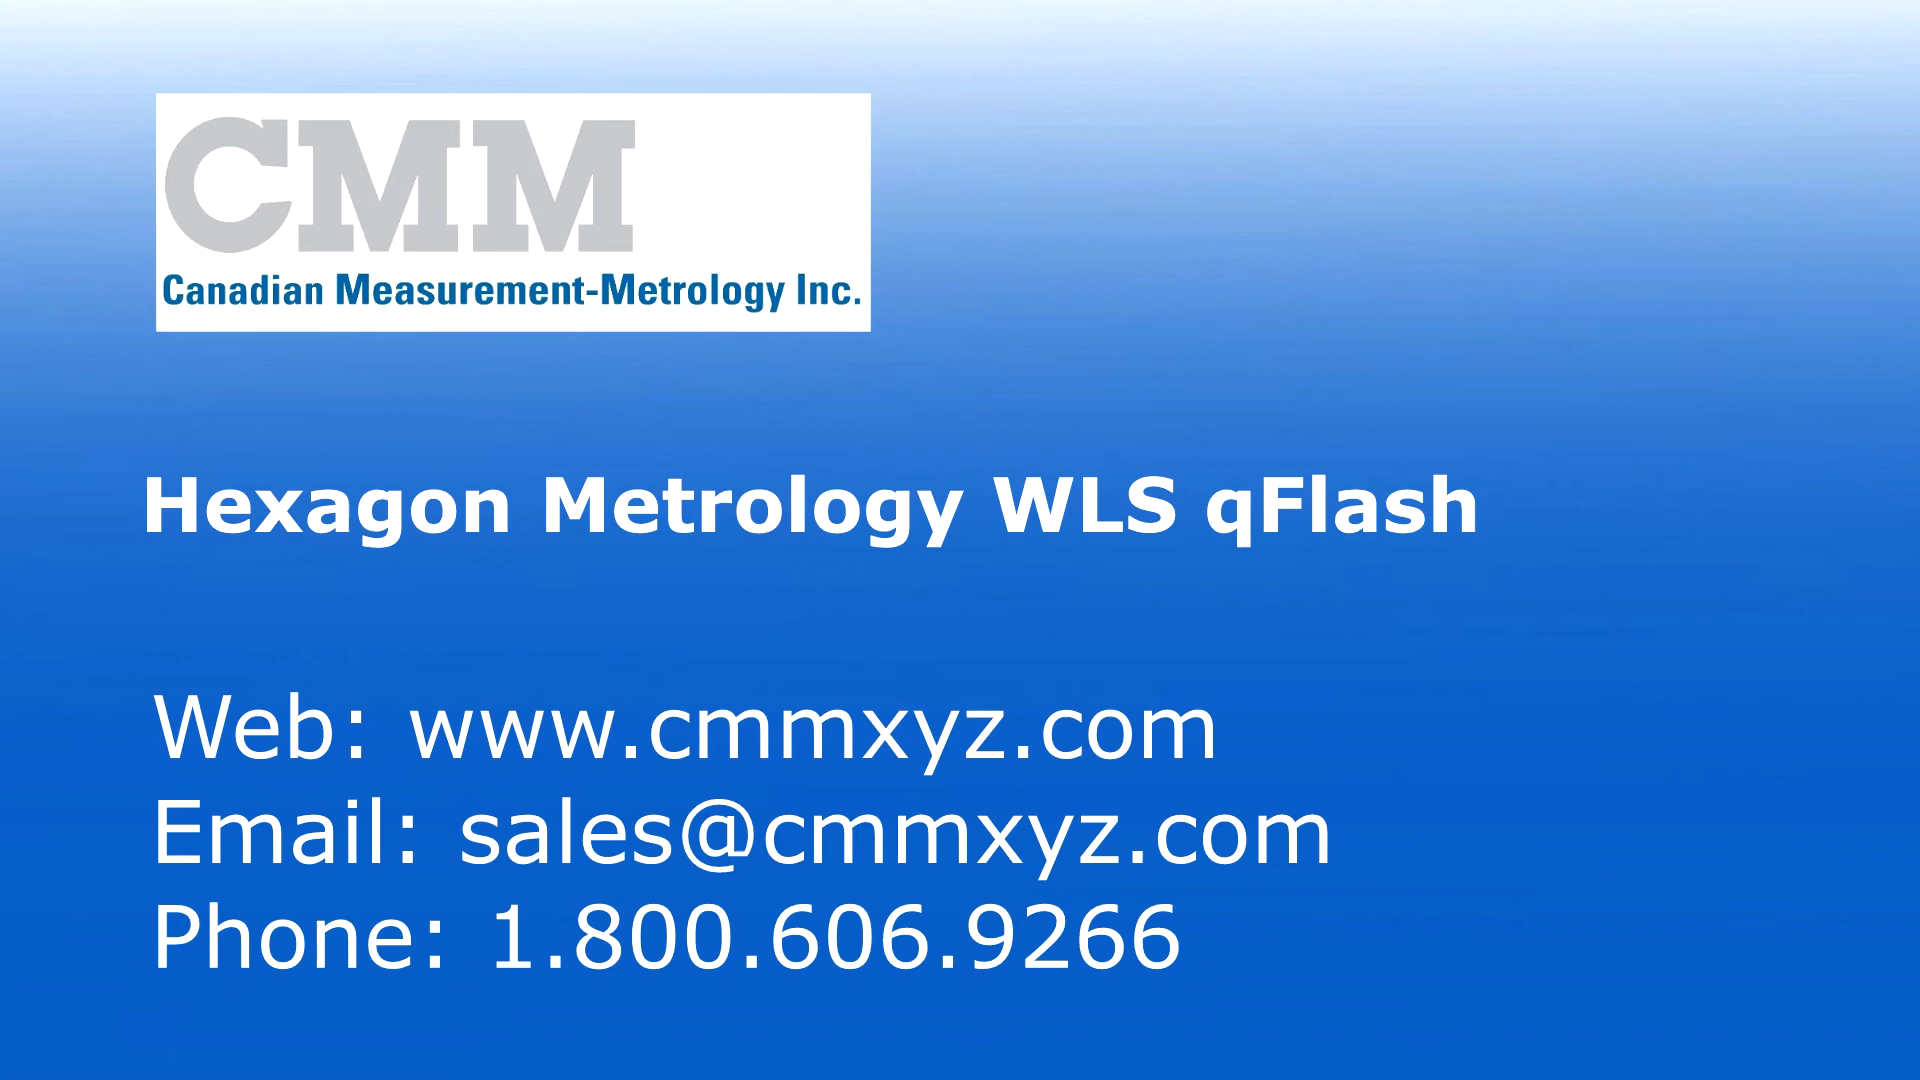 CMM
Canadian Measurement-Metrology Inc.
Hexagon Metrology WLS qFlash
Web: www.cmmxyz.com
Email: sales@cmmxyz.com
Phone: 1.800.606.9266